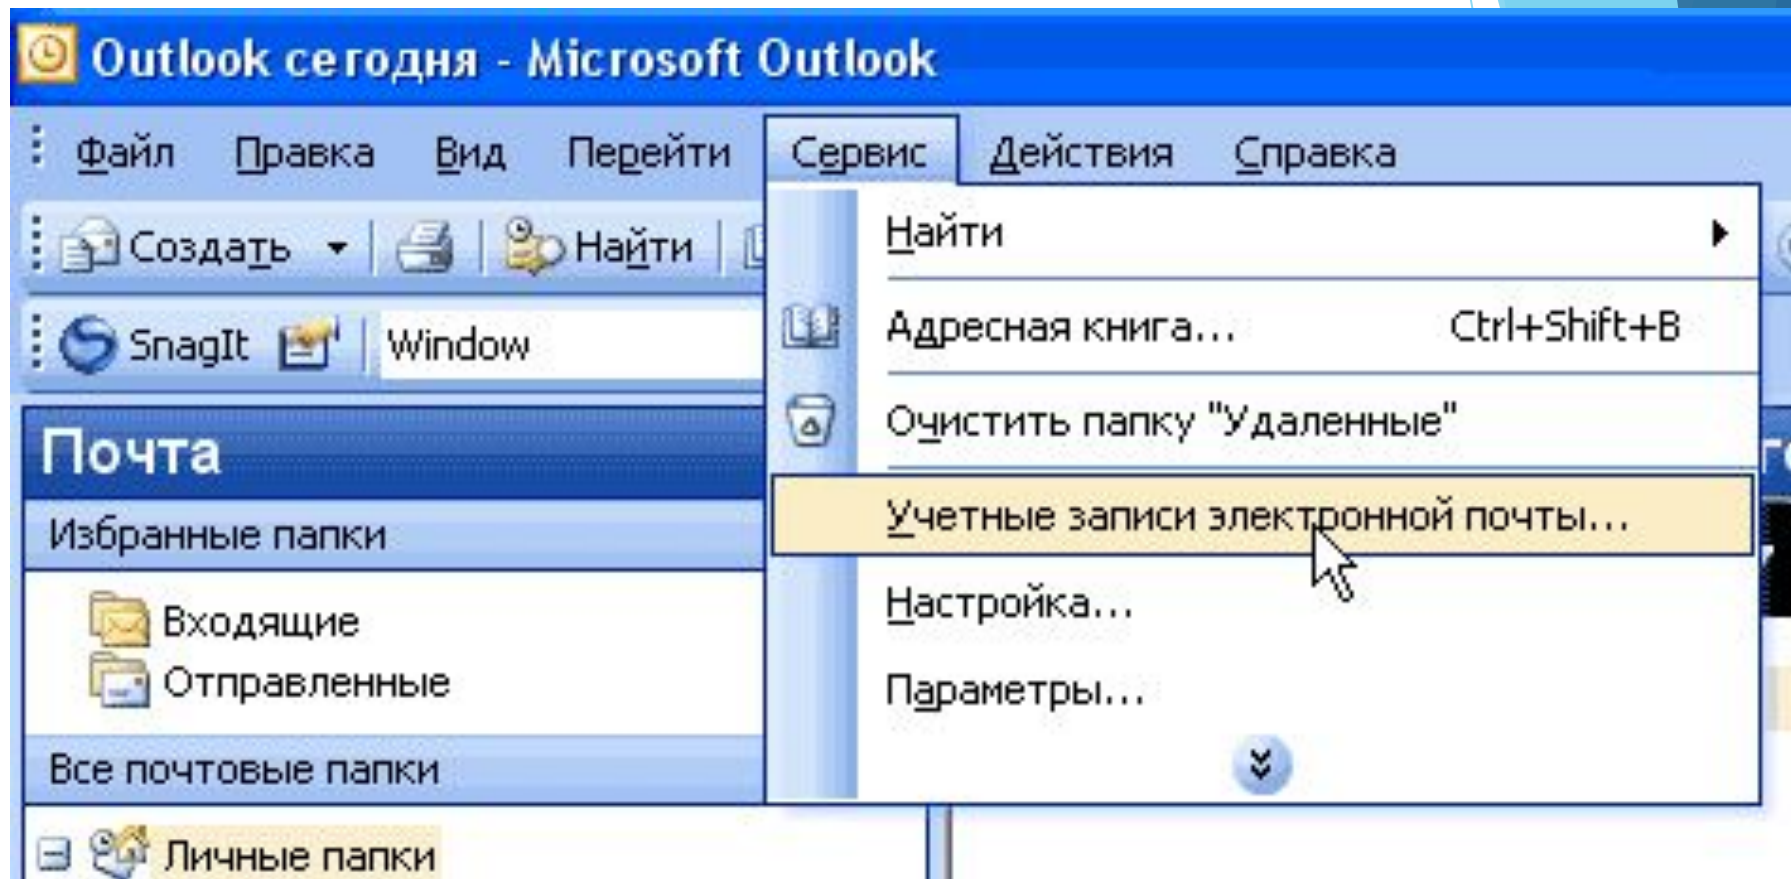 Outlook сегодня - Microsoft Outlook
Файл Правка Вид Перейти Сервис Действия Справка
Создать Найти
SnagIt Window
Найти
Адресная книга... Ctrl+Shift+B
Очистить папку "Удаленные"
Учетные записи электронной почты...
Настройка...
Параметры...
Почта
Избранные папки
Входящие
Отправленные
Все почтовые папки
Личные папки